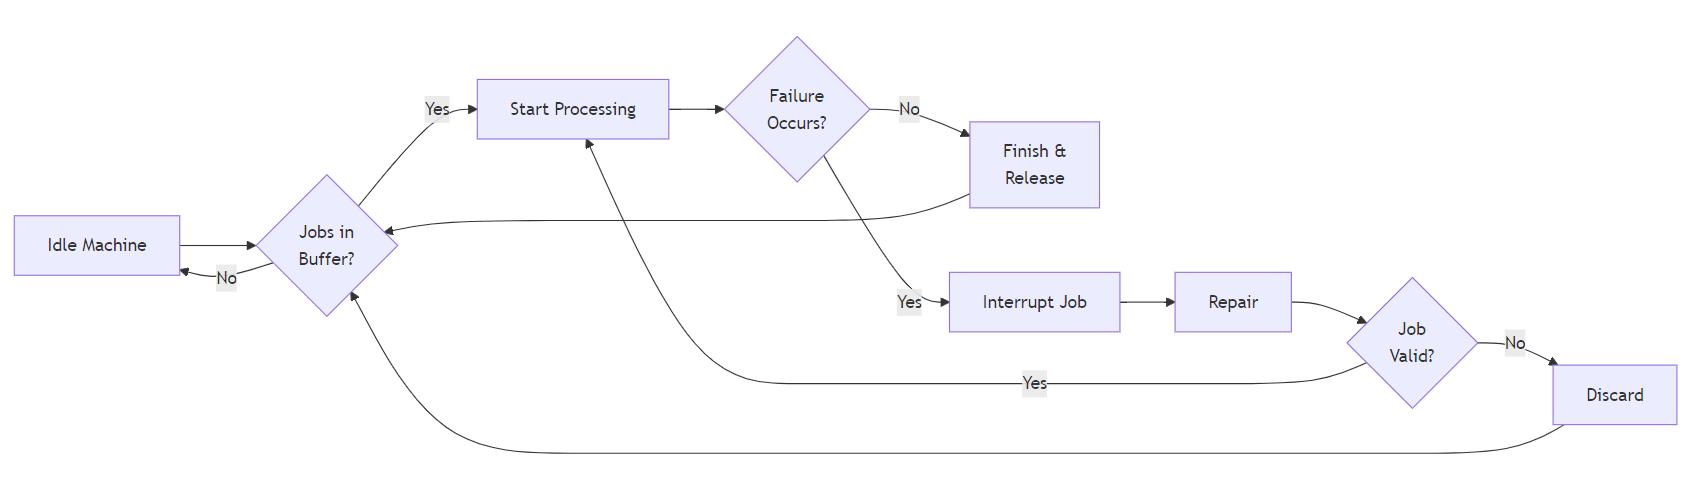 Idle Machine
Jobs in
Buffer?
No
Yes
Start Processing
Failure
Occurs?
No
Finish &
Release
Yes
Interrupt Job
Repair
Job
Valid?
Yes
No
Discard